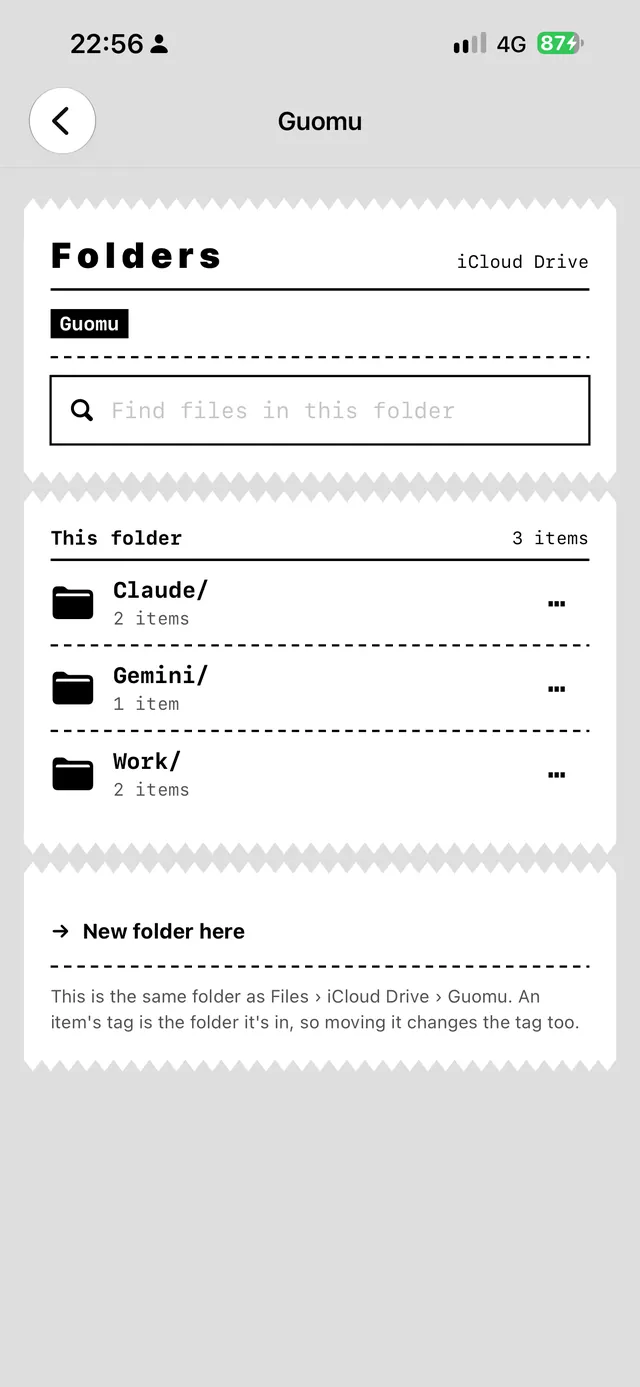 22:56
4G
87
Guomu
Folders
iCloud Drive
Guomu
Find files in this folder
This folder
3 items
Claude/
2 items
Gemini/
1 item
Work/
2 items
→ New folder here
This is the same folder as Files › iCloud Drive › Guomu. An
item's tag is the folder it's in, so moving it changes the tag too.